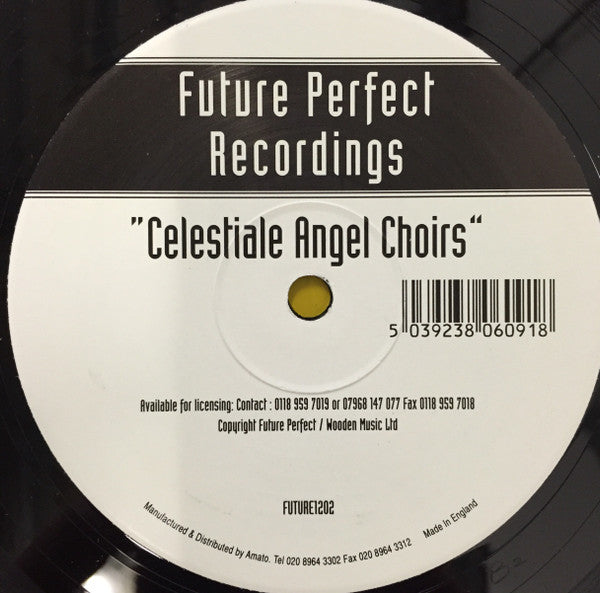 Future Perfect
Recordings
"Celestiale Angel Choirs“
5 039238 060918
Available for licensing: Contact : 0118 959 7019 or 07968 147 077 Fax 0118 959 7018
Copyright Future Perfect / Wooden Music Ltd
FUTURE1202
Manufactured & Distributed by Amato. Tel 020 8964 3302 Fax 020 8964 3312 Made in England